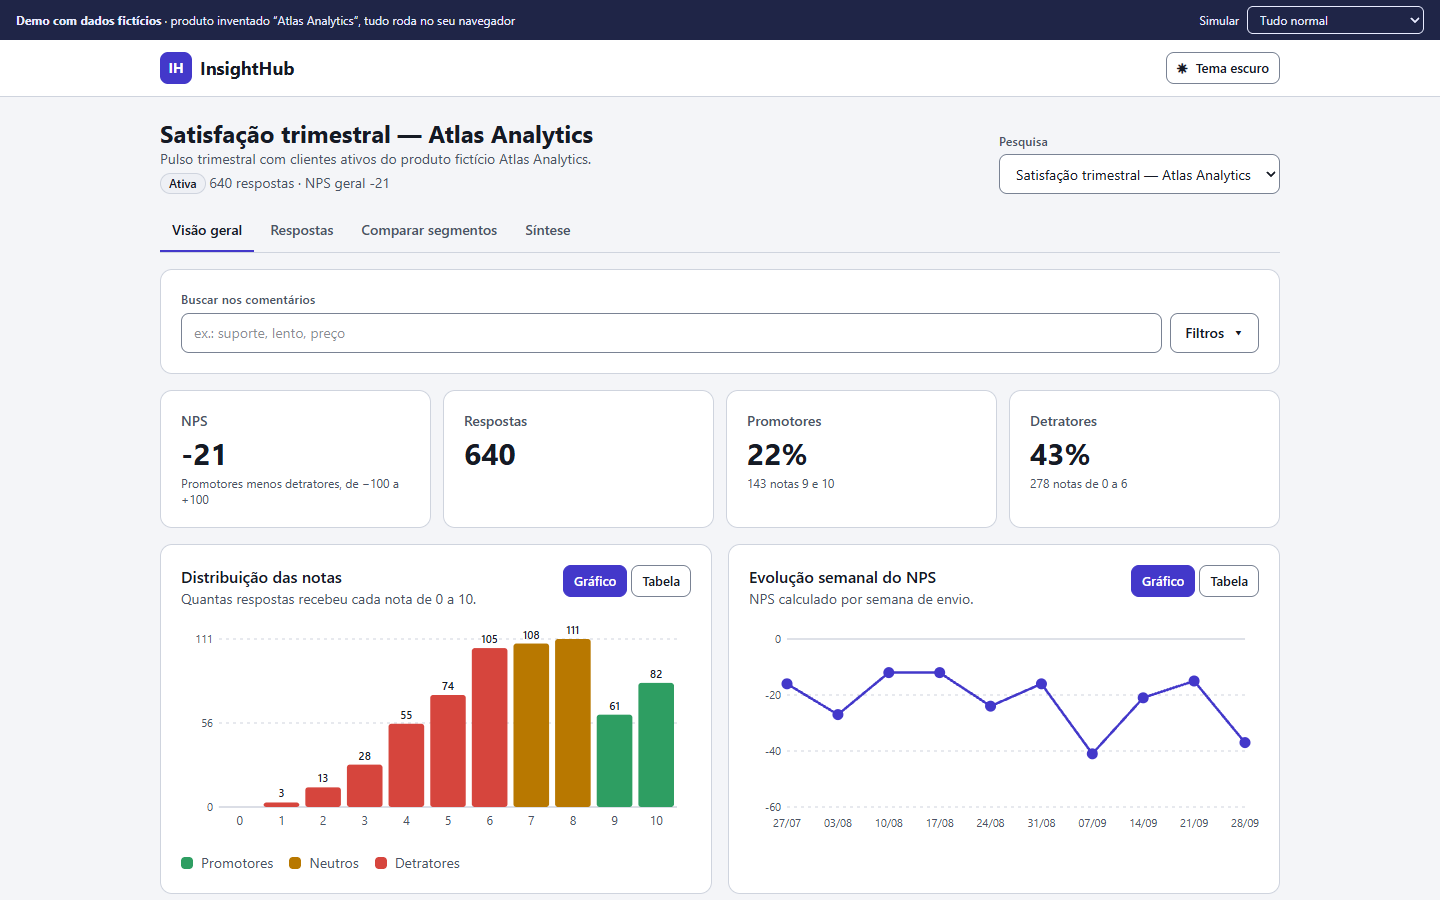 Demo com dados fictícios · produto inventado “Atlas Analytics”, tudo roda no seu navegador
Simular
Tudo normal
IH
InsightHub
Tema escuro
Satisfação trimestral — Atlas Analytics
Pulso trimestral com clientes ativos do produto fictício Atlas Analytics.
Ativa
640 respostas · NPS geral -21
Pesquisa
Satisfação trimestral — Atlas Analytics
Visão geral
Respostas
Comparar segmentos
Síntese
Buscar nos comentários
ex.: suporte, lento, preço
Filtros
NPS
-21
Promotores menos detratores, de −100 a
+100
Respostas
640
Promotores
22%
143 notas 9 e 10
Detratores
43%
278 notas de 0 a 6
Distribuição das notas
Quantas respostas recebeu cada nota de 0 a 10.
Gráfico
Tabela
111
56
0
3
13
28
55
74
105
108
111
61
82
0 1 2 3 4 5 6 7 8 9 10
Promotores
Neutros
Detratores
Evolução semanal do NPS
NPS calculado por semana de envio.
Gráfico
Tabela
0
-20
-40
-60
27/07 03/08 10/08 17/08 24/08 31/08 07/09 14/09 21/09 28/09